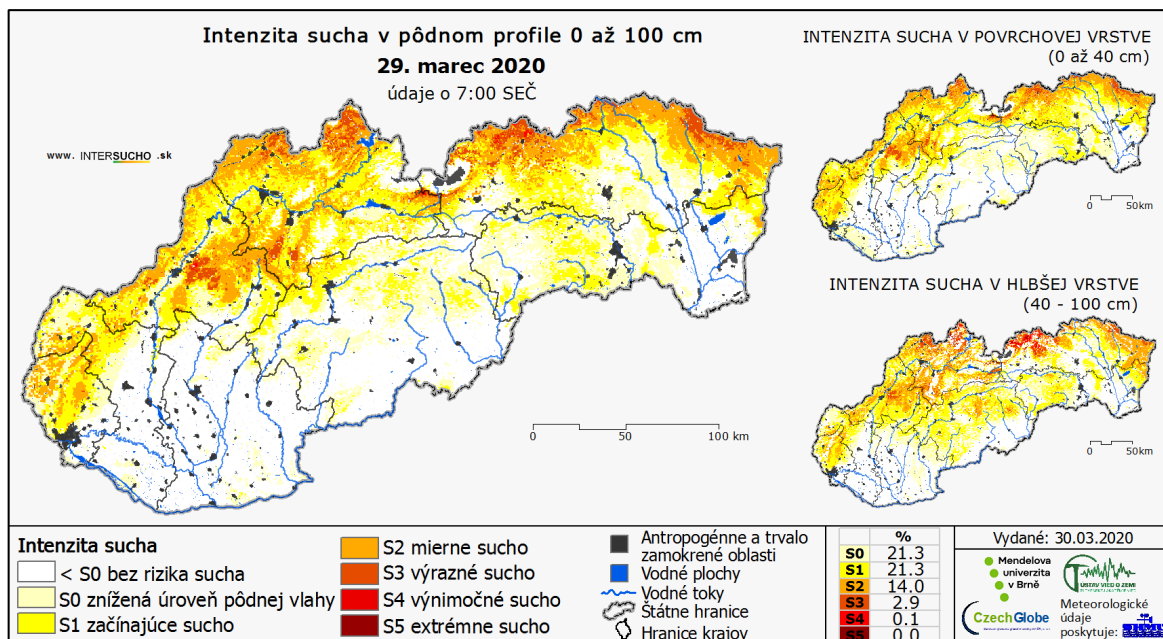 Intenzita sucha v pôdnom profile 0 až 100 cm
29. marec 2020
údaje o 7:00 SEČ
www. INTERSUCHO .sk
0 50 100 km
INTENZITA SUCHA V POVRCHOVEJ VRSTVE
(0 až 40 cm)
0 50km
INTENZITA SUCHA V HLBŠEJ VRSTVE
(40 - 100 cm)
0 50km
Intenzita sucha
< S0 bez rizika sucha
S0 znížená úroveň pôdnej vlahy
S1 začínajúce sucho
S2 mierne sucho
S3 výrazné sucho
S4 výnimočné sucho
S5 extrémne sucho
Antropogénne a trvalo
zamokrené oblasti
Vodné plochy
Vodné toky
Štátne hranice
Hranice krajov
%
S0 21.3
S1 21.3
S2 14.0
S3 2.9
S4 0.1
S5 0.0
Vydané: 30.03.2020
Mendelova
univerzita
v Brně
ÚSTAV VIED O ZEMI
CzechGlobe
Meteorologické
údaje
poskytuje: